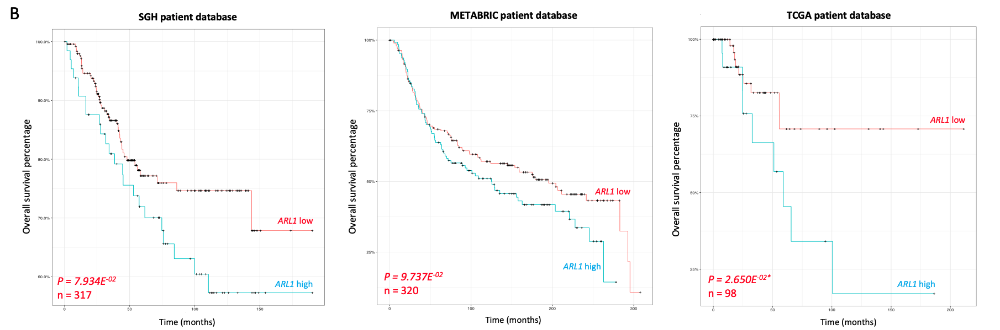 B
SGH patient database
100.0%
90.0%
80.0%
70.0%
60.0%
Overall survival percentage
ARL1 low
ARL1 high
P = 7.934E-02
n = 317
0 50 100 150
Time (months)
METABRIC patient database
100%
75%
50%
25%
Overall survival percentage
ARL1 low
ARL1 high
P = 9.737E-02
n = 320
0 100 200 300
Time (months)
TCGA patient database
100%
75%
50%
25%
Overall survival percentage
ARL1 low
ARL1 high
P = 2.650E-02*
n = 98
0 50 100 150 200
Time (months)